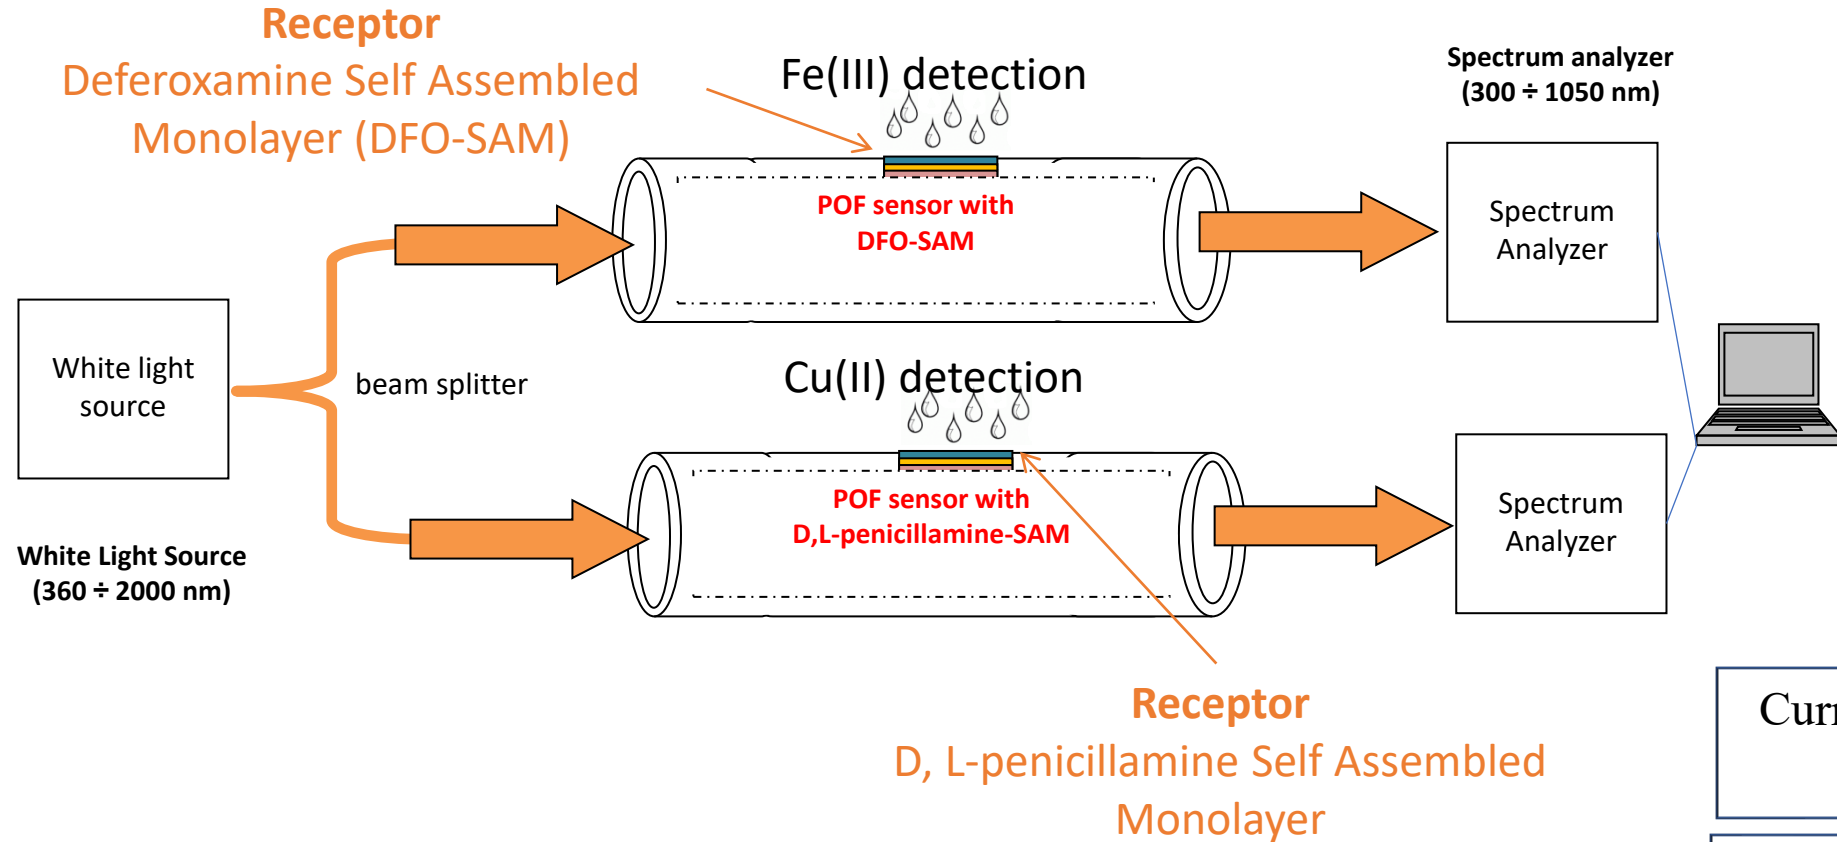 Receptor
Deferoxamine Self Assembled
Monolayer (DFO-SAM)
Fe(III) detection
Spectrum analyzer
(300 ÷ 1050 nm)
POF sensor with
DFO-SAM
Spectrum
Analyzer
White light
source
beam splitter
Cu(II) detection
POF sensor with
D,L-penicillamine-SAM
Spectrum
Analyzer
White Light Source
(360 ÷ 2000 nm)
Receptor
D, L-penicillamine Self Assembled
Monolayer